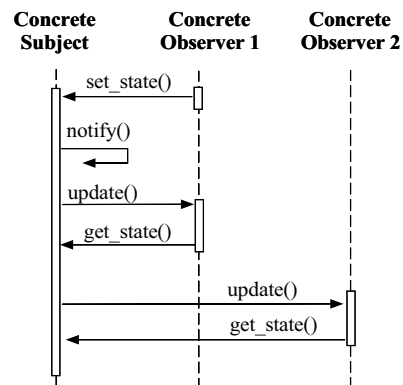 Concrete Subject
Concrete Observer 1
Concrete Observer 2
set_state()
notify()
update()
get_state()
update()
get_state()